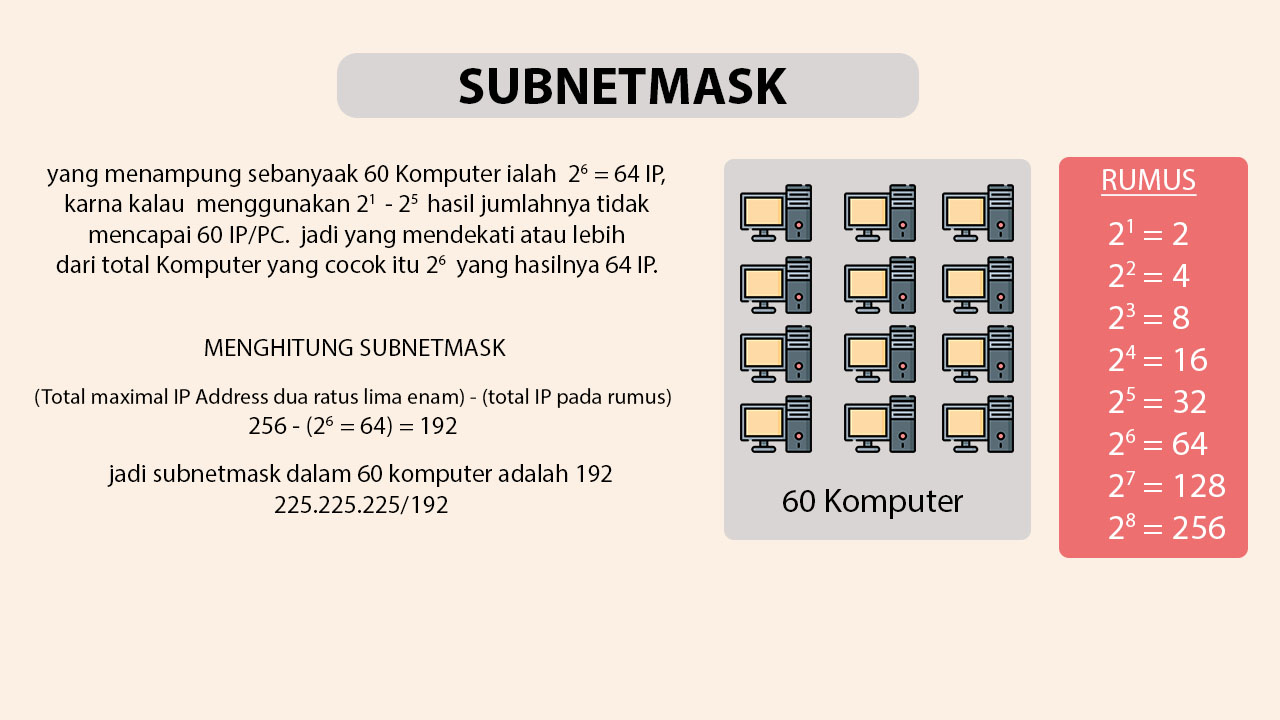 SUBNETMASK
yang menampung sebanyaak 60 Komputer ialah 2⁶ = 64 IP,
karna kalau menggunakan 2¹ - 2⁵ hasil jumlahnya tidak
mencapai 60 IP/PC. jadi yang mendekati atau lebih
dari total Komputer yang cocok itu 2⁶ yang hasilnya 64 IP.
MENGHITUNG SUBNETMASK
(Total maximal IP Address dua ratus lima enam) - (total IP pada rumus)
256 - (2⁶ = 64) = 192
jadi subnetmask dalam 60 komputer adalah 192
225.225.225/192
60 Komputer
RUMUS
2¹ = 2
2² = 4
2³ = 8
2⁴ = 16
2⁵ = 32
2⁶ = 64
2⁷ = 128
2⁸ = 256